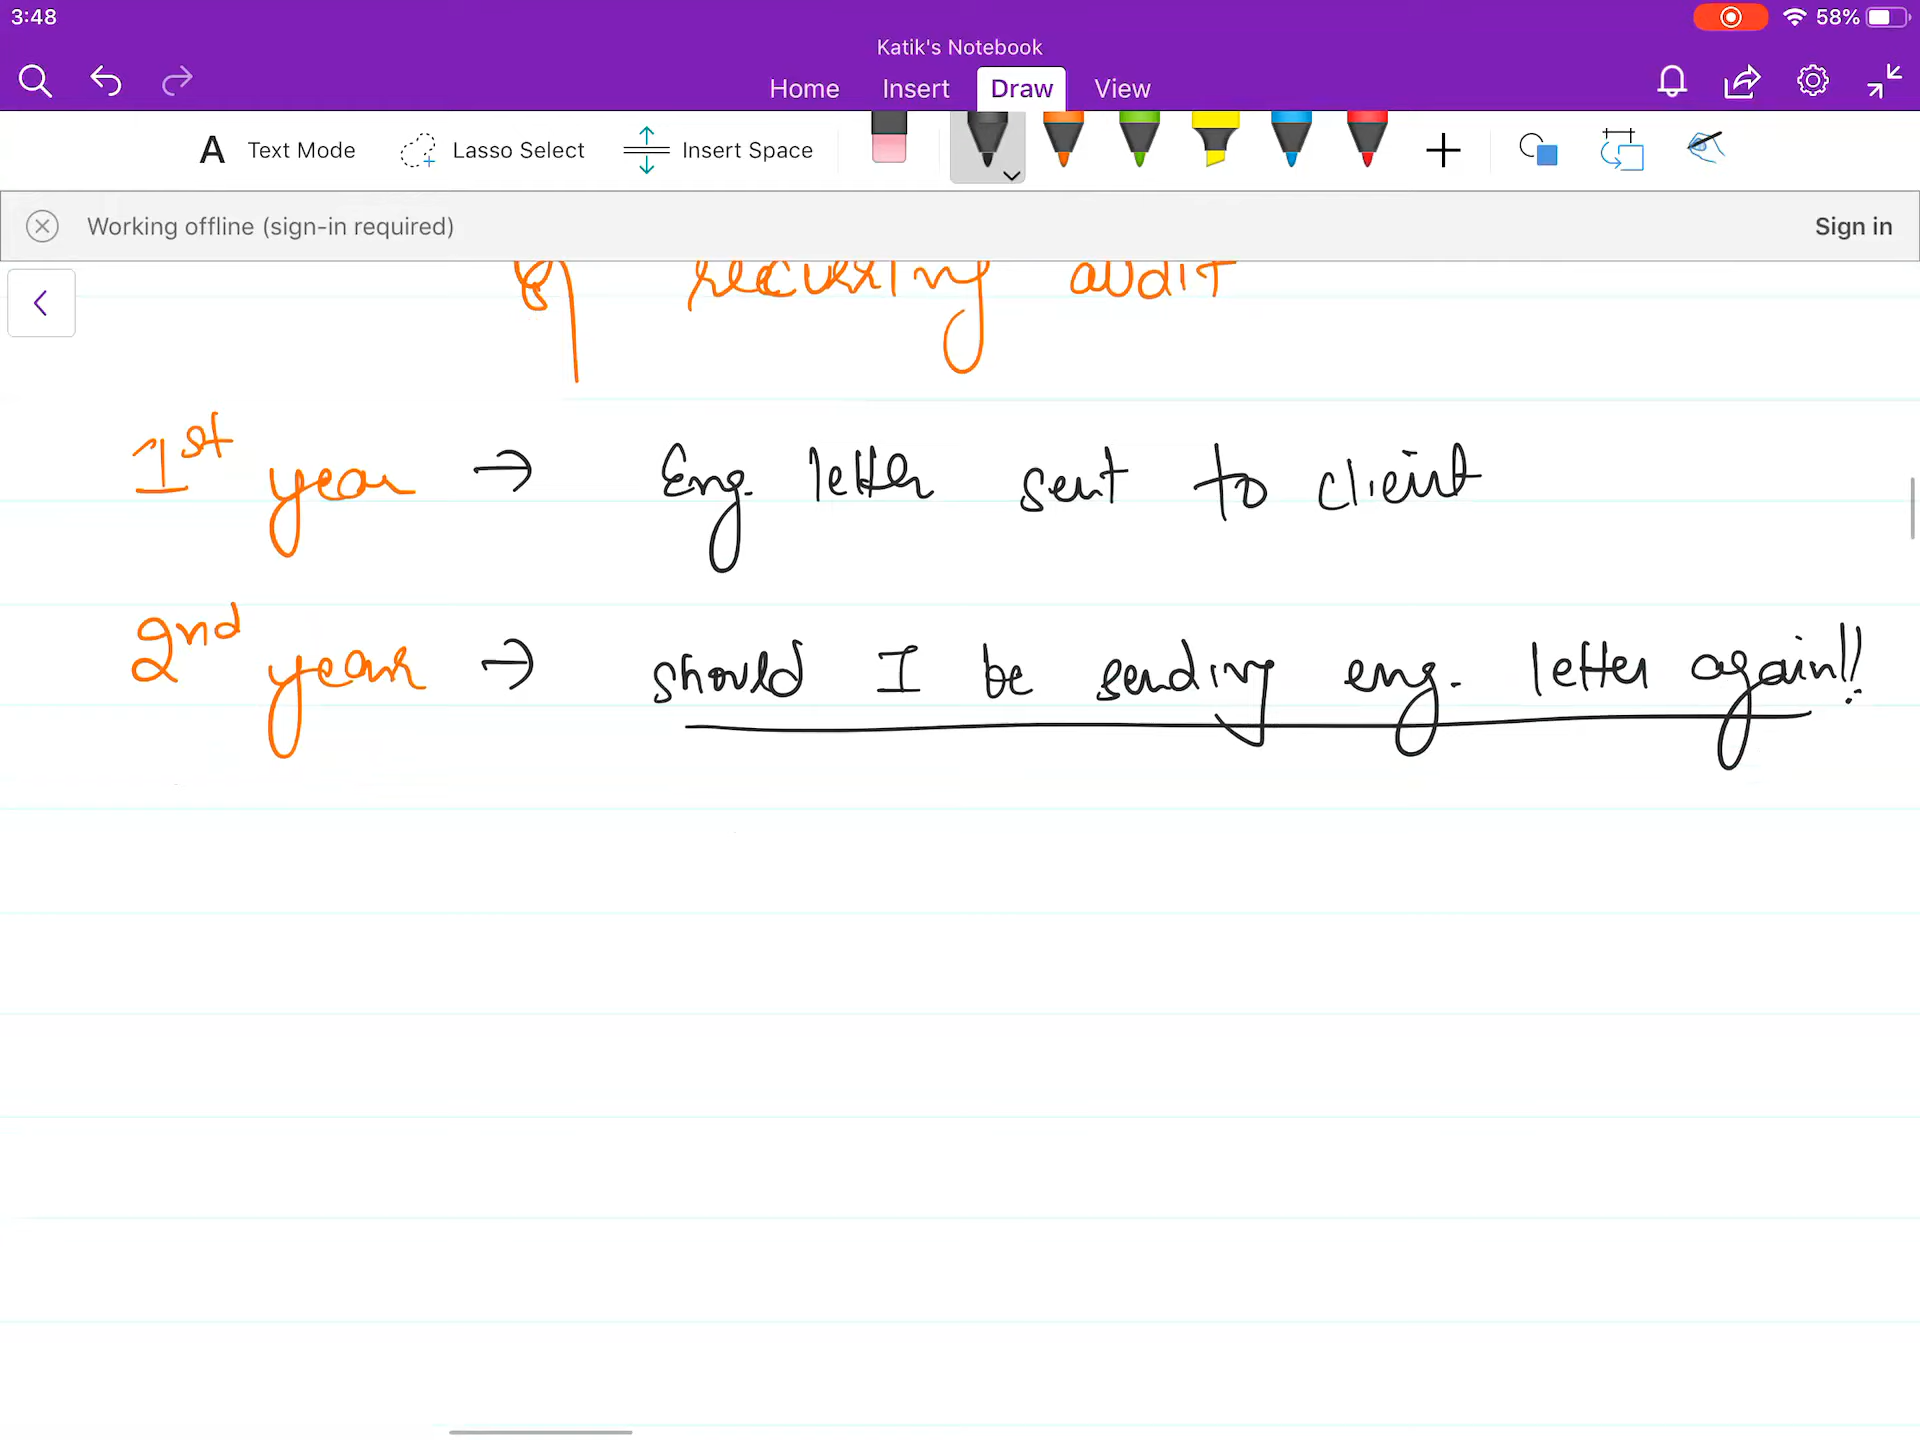 3:48
58%
Katik's Notebook
Home Insert Draw View
A Text Mode Lasso Select Insert Space
Working offline (sign-in required) Sign in
recurring audit
1st year → Eng. letter sent to client
2nd year → should I be sending eng. letter again!!